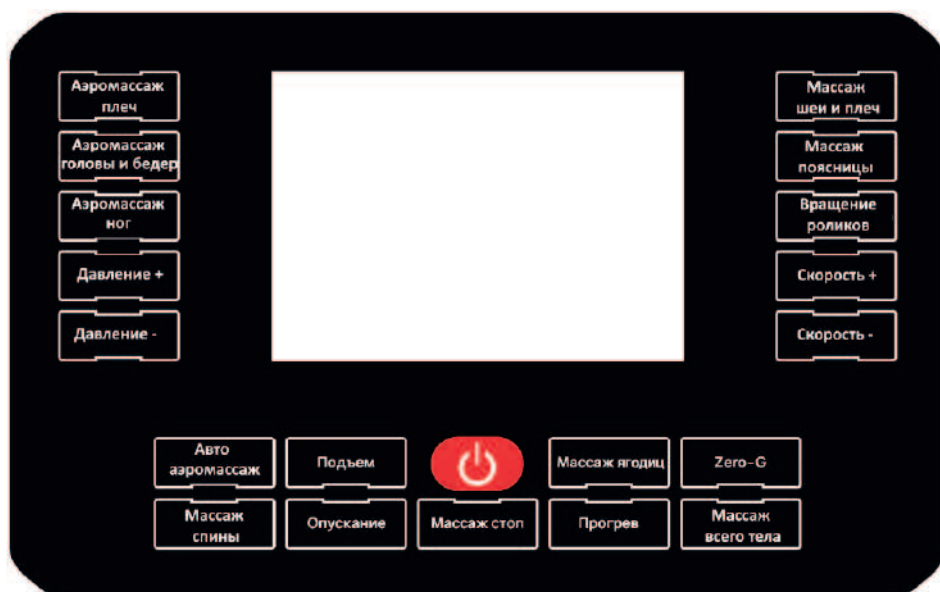 Аэромассаж
плеч
Аэромассаж
головы и бедер
Аэромассаж
ног
Давление +
Давление -
Массаж
шеи и плеч
Массаж
поясницы
Вращение
роликов
Скорость +
Скорость -
Авто
аэромассаж
Подъем
Массаж ягодиц
Zero-G
Массаж
спины
Опускание
Массаж стоп
Прогрев
Массаж
всего тела